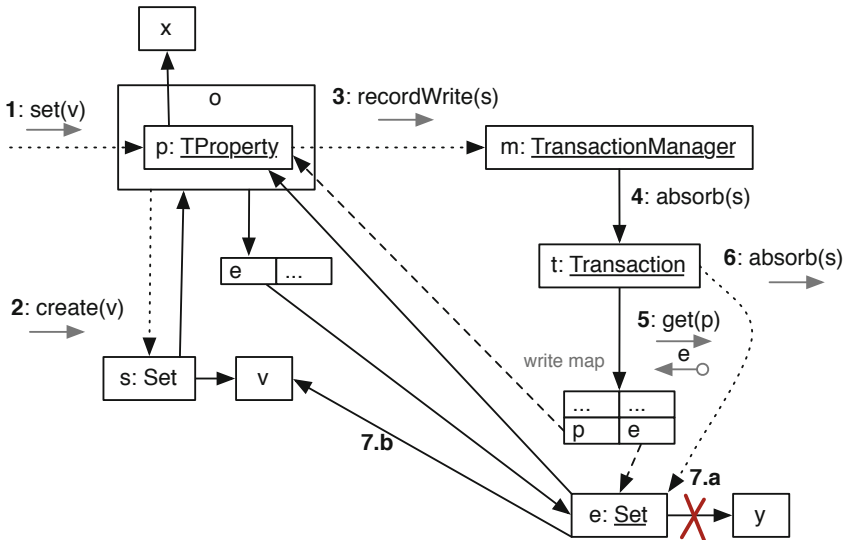 x
o
1: set(v)
3: recordWrite(s)
p: TProperty
m: TransactionManager
4: absorb(s)
e ...
t: Transaction
6: absorb(s)
2: create(v)
5: get(p)
e
write map
s: Set
v
... ...
p e
7.b
7.a
e: Set
y